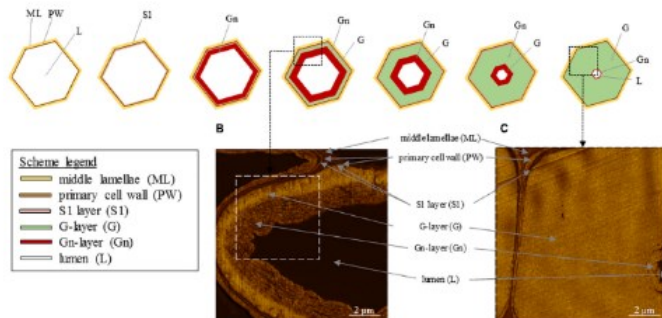 ML PW
L
S1
Gn
Gn
G
G
Gn
Gn
G
G
Gn
L
B
C
Scheme legend
middle lamellae (ML)
primary cell wall (PW)
S1 layer (S1)
G-layer (G)
Gn-layer (Gn)
lumen (L)
middle lamellae (ML)
primary cell wall (PW)
S1 layer (S1)
G-layer (G)
Gn-layer (Gn)
lumen (L)
2 µm
2 µm